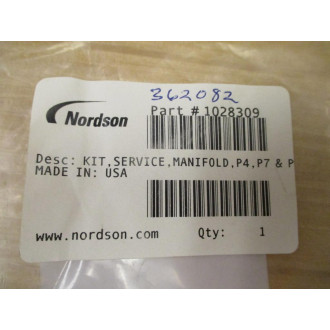 362082
Nordson
Part # 1028309
Desc: KIT,SERVICE,MANIFOLD,P4,P7 & P
MADE IN: USA
www.nordson.com Qty: 1